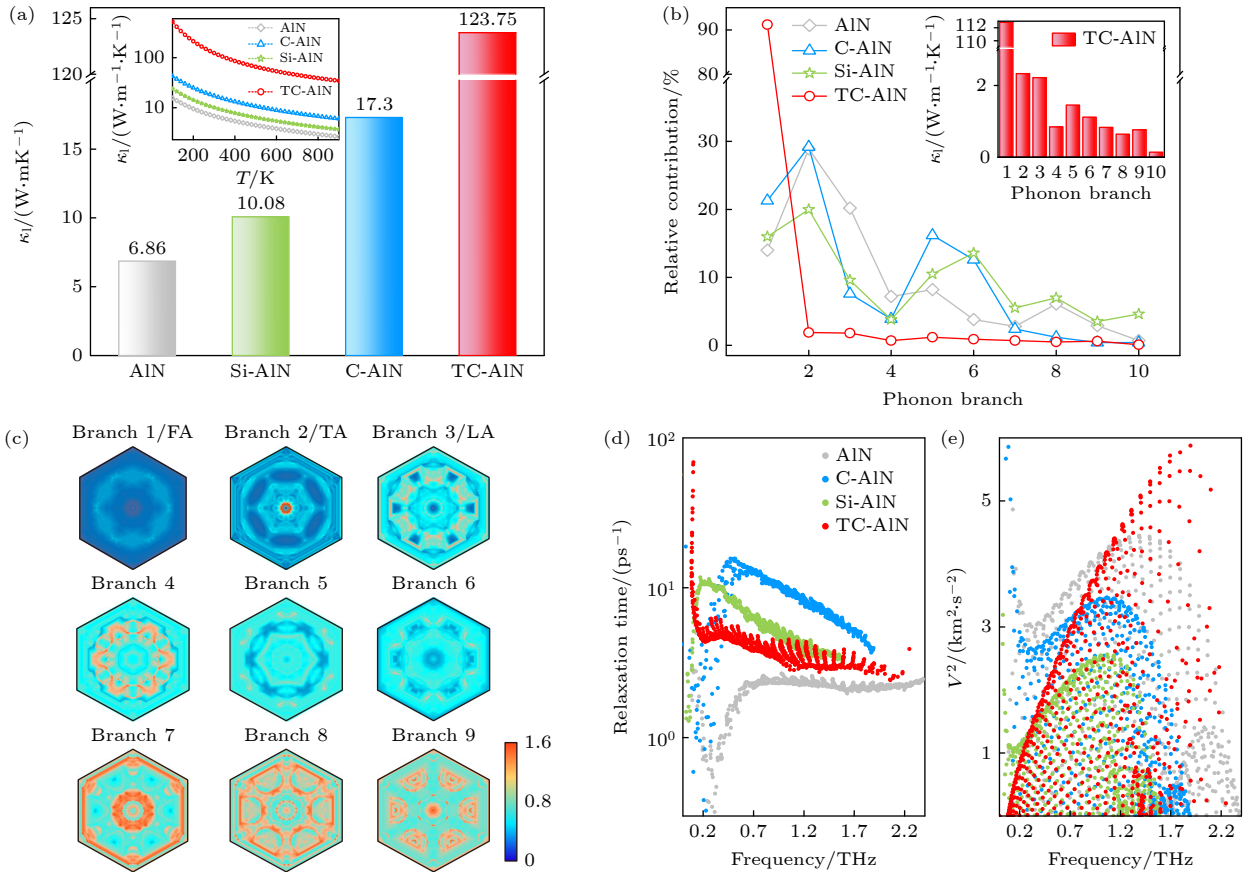 (a)
κl/(W·mK−1)
125
120
15
10
5
0
6.86
10.08
17.3
123.75
AlN
Si-AlN
C-AlN
TC-AlN
κl/(W·m−1·K−1)
100
10
200
400
600
800
T/K
AlN
C-AlN
Si-AlN
TC-AlN
(b)
Relative contribution/%
90
80
30
20
10
0
2
4
6
8
10
Phonon branch
AlN
C-AlN
Si-AlN
TC-AlN
κl/(W·m−1·K−1)
112
110
2
0
TC-AlN
1 2 3 4 5 6 7 8 9 10
Phonon branch
(c)
Branch 1/FA
Branch 2/TA
Branch 3/LA
Branch 4
Branch 5
Branch 6
Branch 7
Branch 8
Branch 9
1.6
0.8
0
(d)
Relaxation time/(ps−1)
102
101
100
AlN
C-AlN
Si-AlN
TC-AlN
0.2
0.7
1.2
1.7
2.2
Frequency/THz
(e)
V2/(km2·s−2)
5
3
1
0.2
0.7
1.2
1.7
2.2
Frequency/THz